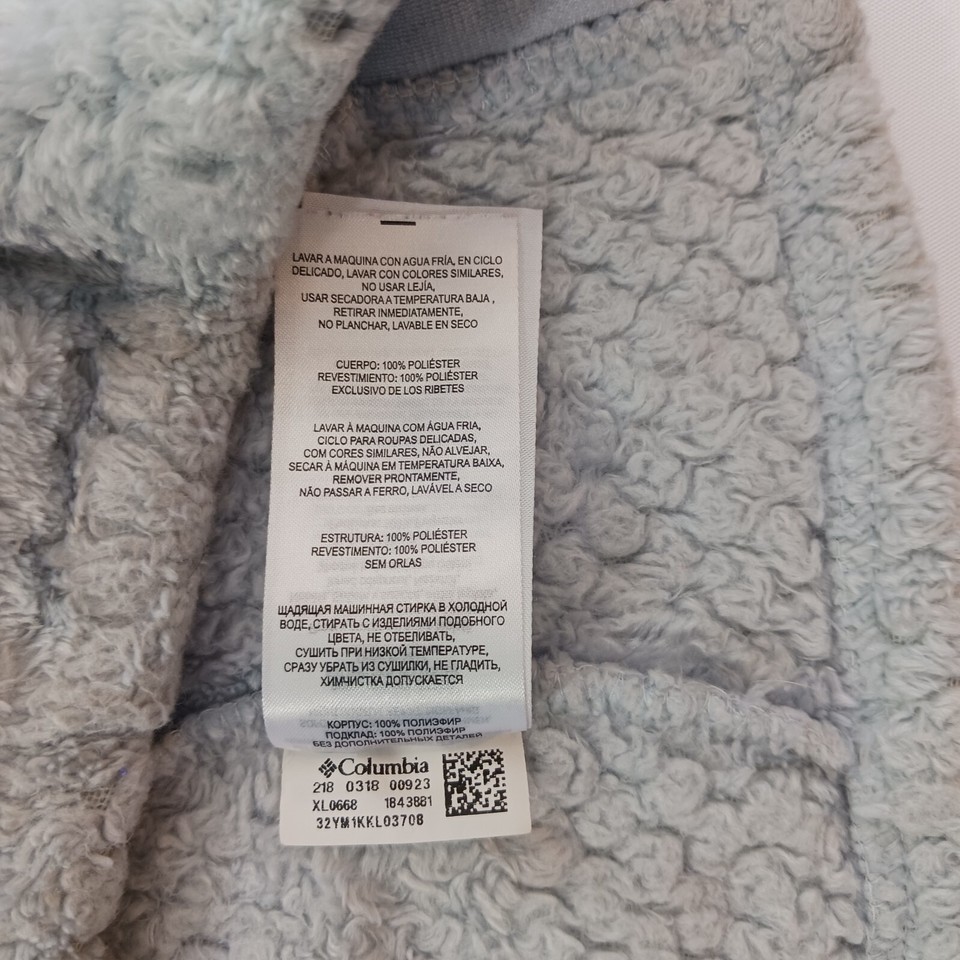 LAVAR A MAQUINA CON AGUA FRÍA, EN CICLO
DELICADO, LAVAR CON COLORES SIMILARES,
NO USAR LEJÍA,
USAR SECADORA A TEMPERATURA BAJA ,
RETIRAR INMEDIATAMENTE,
NO PLANCHAR, LAVABLE EN SECO
CUERPO: 100% POLIÉSTER
REVESTIMIENTO: 100% POLIÉSTER
EXCLUSIVO DE LOS RIBETES
LAVAR À MAQUINA COM ÁGUA FRIA,
CICLO PARA ROUPAS DELICADAS,
COM CORES SIMILARES, NÃO ALVEJAR,
SECAR À MÁQUINA EM TEMPERATURA BAIXA,
REMOVER PRONTAMENTE,
NÃO PASSAR A FERRO, LAVÁVEL A SECO
ESTRUTURA: 100% POLIÉSTER
REVESTIMENTO: 100% POLIÉSTER
SEM ORLAS
ЩАДЯЩАЯ МАШИННАЯ СТИРКА В ХОЛОДНОЙ
ВОДЕ, СТИРАТЬ С ИЗДЕЛИЯМИ ПОДОБНОГО
ЦВЕТА, НЕ ОТБЕЛИВАТЬ,
СУШИТЬ ПРИ НИЗКОЙ ТЕМПЕРАТУРЕ,
СРАЗУ УБРАТЬ ИЗ СУШИЛКИ, НЕ ГЛАДИТЬ,
ХИМЧИСТКА ДОПУСКАЕТСЯ
КОРПУС: 100% ПОЛИЭФИР
ПОДКЛАД: 100% ПОЛИЭФИР
БЕЗ ДОПОЛНИТЕЛЬНЫХ ДЕТАЛЕЙ
Columbia
218 0318 00923
XL0668 1843881
32YM1KKL03708